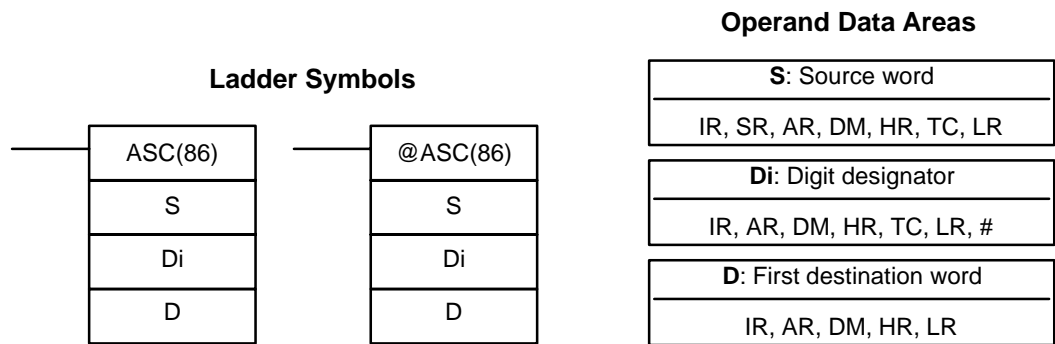 Ladder Symbols
ASC(86)
S
Di
D
@ASC(86)
S
Di
D
Operand Data Areas
S: Source word
IR, SR, AR, DM, HR, TC, LR
Di: Digit designator
IR, AR, DM, HR, TC, LR, #
D: First destination word
IR, AR, DM, HR, LR